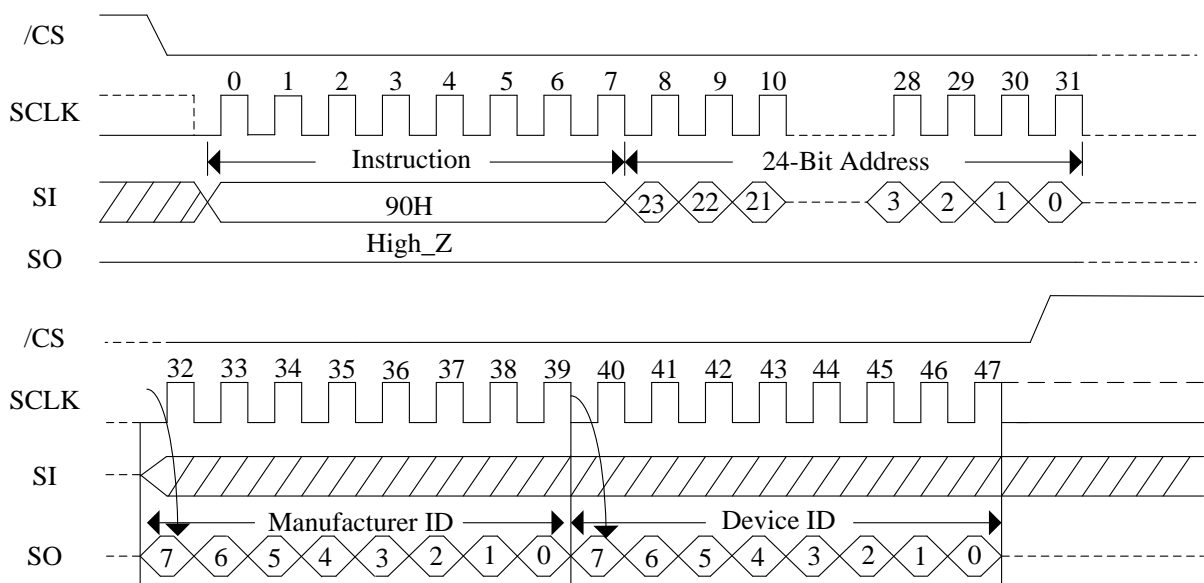 /CS
0 1 2 3 4 5 6 7 8 9 10 28 29 30 31
SCLK
Instruction 24-Bit Address
SI 90H 23 22 21 3 2 1 0
High_Z
SO
/CS
32 33 34 35 36 37 38 39 40 41 42 43 44 45 46 47
SCLK
SI
Manufacturer ID Device ID
SO 7 6 5 4 3 2 1 0 7 6 5 4 3 2 1 0